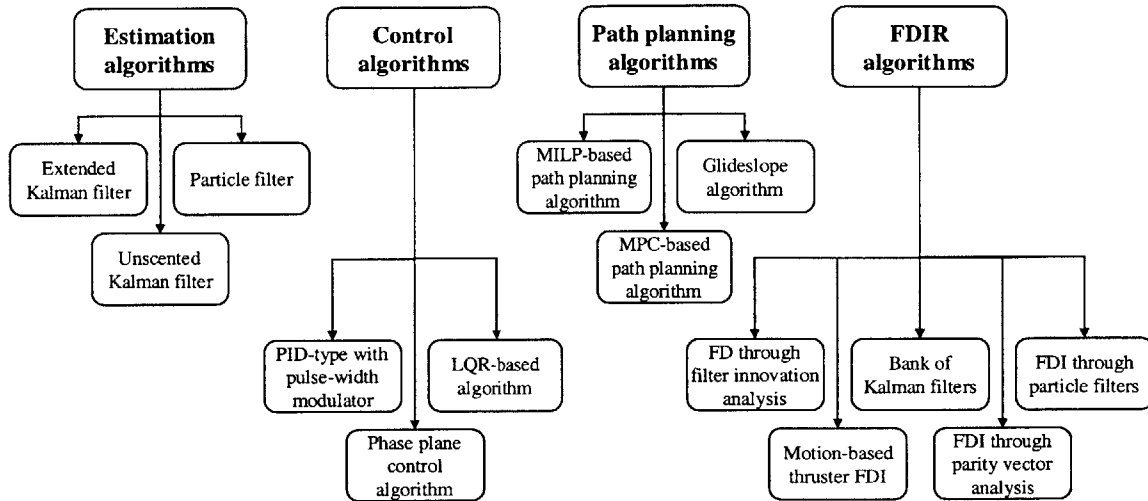 Estimation
algorithms
Control
algorithms
Path planning
algorithms
FDIR
algorithms
Extended
Kalman filter
Particle filter
Unscented
Kalman filter
MILP-based
path planning
algorithm
Glideslope
algorithm
MPC-based
path planning
algorithm
PID-type with
pulse-width
modulator
LQR-based
algorithm
Phase plane
control
algorithm
FD through
filter innovation
analysis
Bank of
Kalman filters
FDI through
particle filters
Motion-based
thruster FDI
FDI through
parity vector
analysis